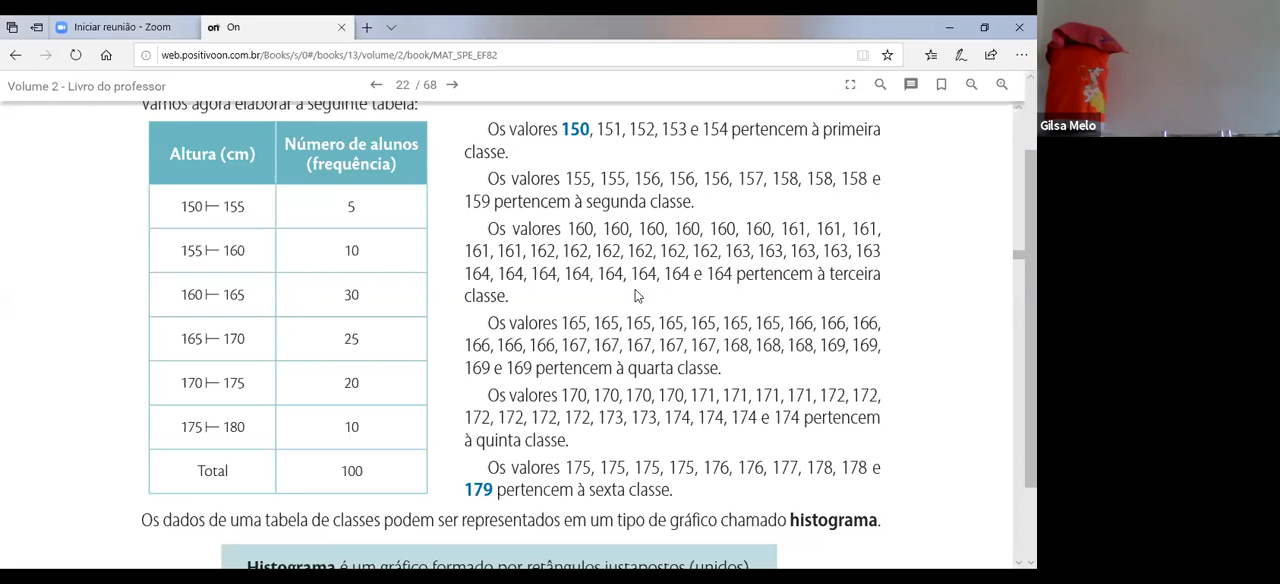 Iniciar reunião - Zoom
On
web.positivoon.com.br/Books/s/0#/books/13/volume/2/book/MAT_SPE_EF82
Volume 2 - Livro do professor
22 / 68
Vamos agora elaborar a seguinte tabela:
Altura (cm) Número de alunos (frequência)
150 ⊢ 155 5
155 ⊢ 160 10
160 ⊢ 165 30
165 ⊢ 170 25
170 ⊢ 175 20
175 ⊢ 180 10
Total 100
Os valores 150, 151, 152, 153 e 154 pertencem à primeira
classe.
Os valores 155, 155, 156, 156, 156, 157, 158, 158, 158 e
159 pertencem à segunda classe.
Os valores 160, 160, 160, 160, 160, 160, 161, 161, 161,
161, 161, 162, 162, 162, 162, 162, 162, 163, 163, 163, 163, 163
164, 164, 164, 164, 164, 164, 164 e 164 pertencem à terceira
classe.
Os valores 165, 165, 165, 165, 165, 165, 165, 166, 166, 166,
166, 166, 166, 167, 167, 167, 167, 167, 168, 168, 168, 169, 169,
169 e 169 pertencem à quarta classe.
Os valores 170, 170, 170, 170, 171, 171, 171, 171, 172, 172,
172, 172, 172, 172, 173, 173, 174, 174, 174 e 174 pertencem
à quinta classe.
Os valores 175, 175, 175, 175, 176, 176, 177, 178, 178 e
179 pertencem à sexta classe.
Os dados de uma tabela de classes podem ser representados em um tipo de gráfico chamado histograma.
Histograma é um gráfico formado por retângulos justapostos (unidos)
Gilsa Melo